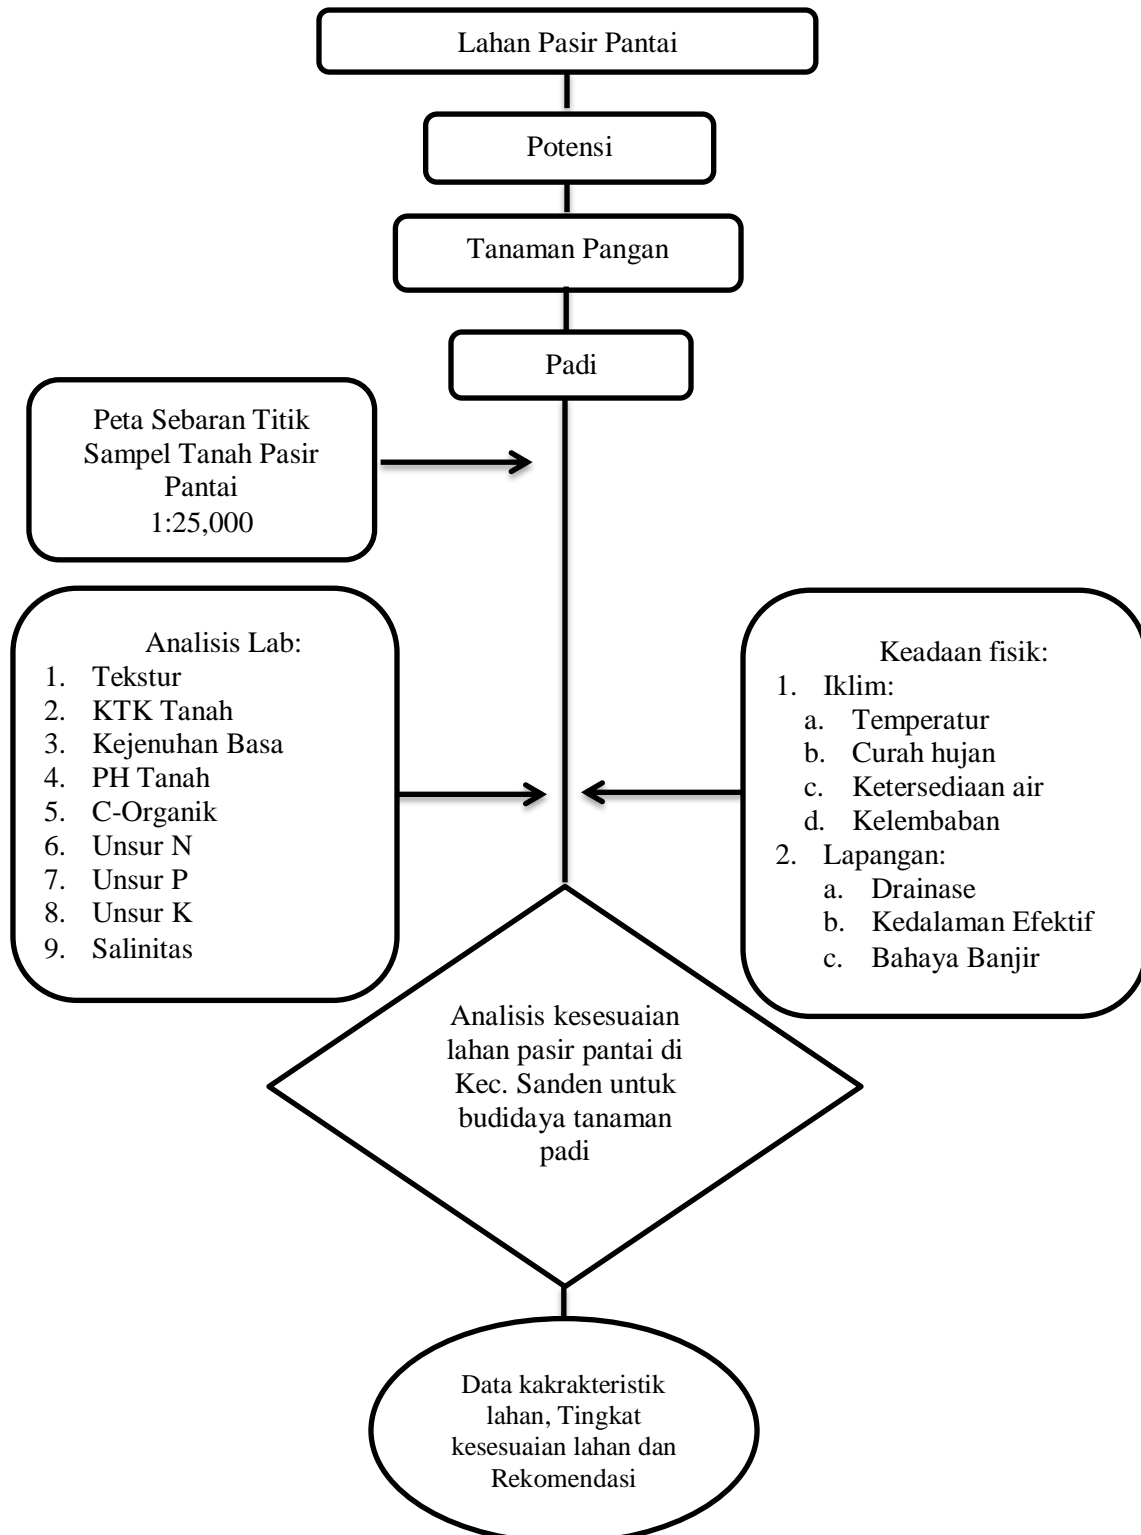 Lahan Pasir Pantai
Potensi
Tanaman Pangan
Padi
Peta Sebaran Titik
Sampel Tanah Pasir
Pantai
1:25,000
Analisis Lab:
1. Tekstur
2. KTK Tanah
3. Kejenuhan Basa
4. PH Tanah
5. C-Organik
6. Unsur N
7. Unsur P
8. Unsur K
9. Salinitas
Keadaan fisik:
1. Iklim:
a. Temperatur
b. Curah hujan
c. Ketersediaan air
d. Kelembaban
2. Lapangan:
a. Drainase
b. Kedalaman Efektif
c. Bahaya Banjir
Analisis kesesuaian
lahan pasir pantai di
Kec. Sanden untuk
budidaya tanaman
padi
Data kakrakteristik
lahan, Tingkat
kesesuaian lahan dan
Rekomendasi